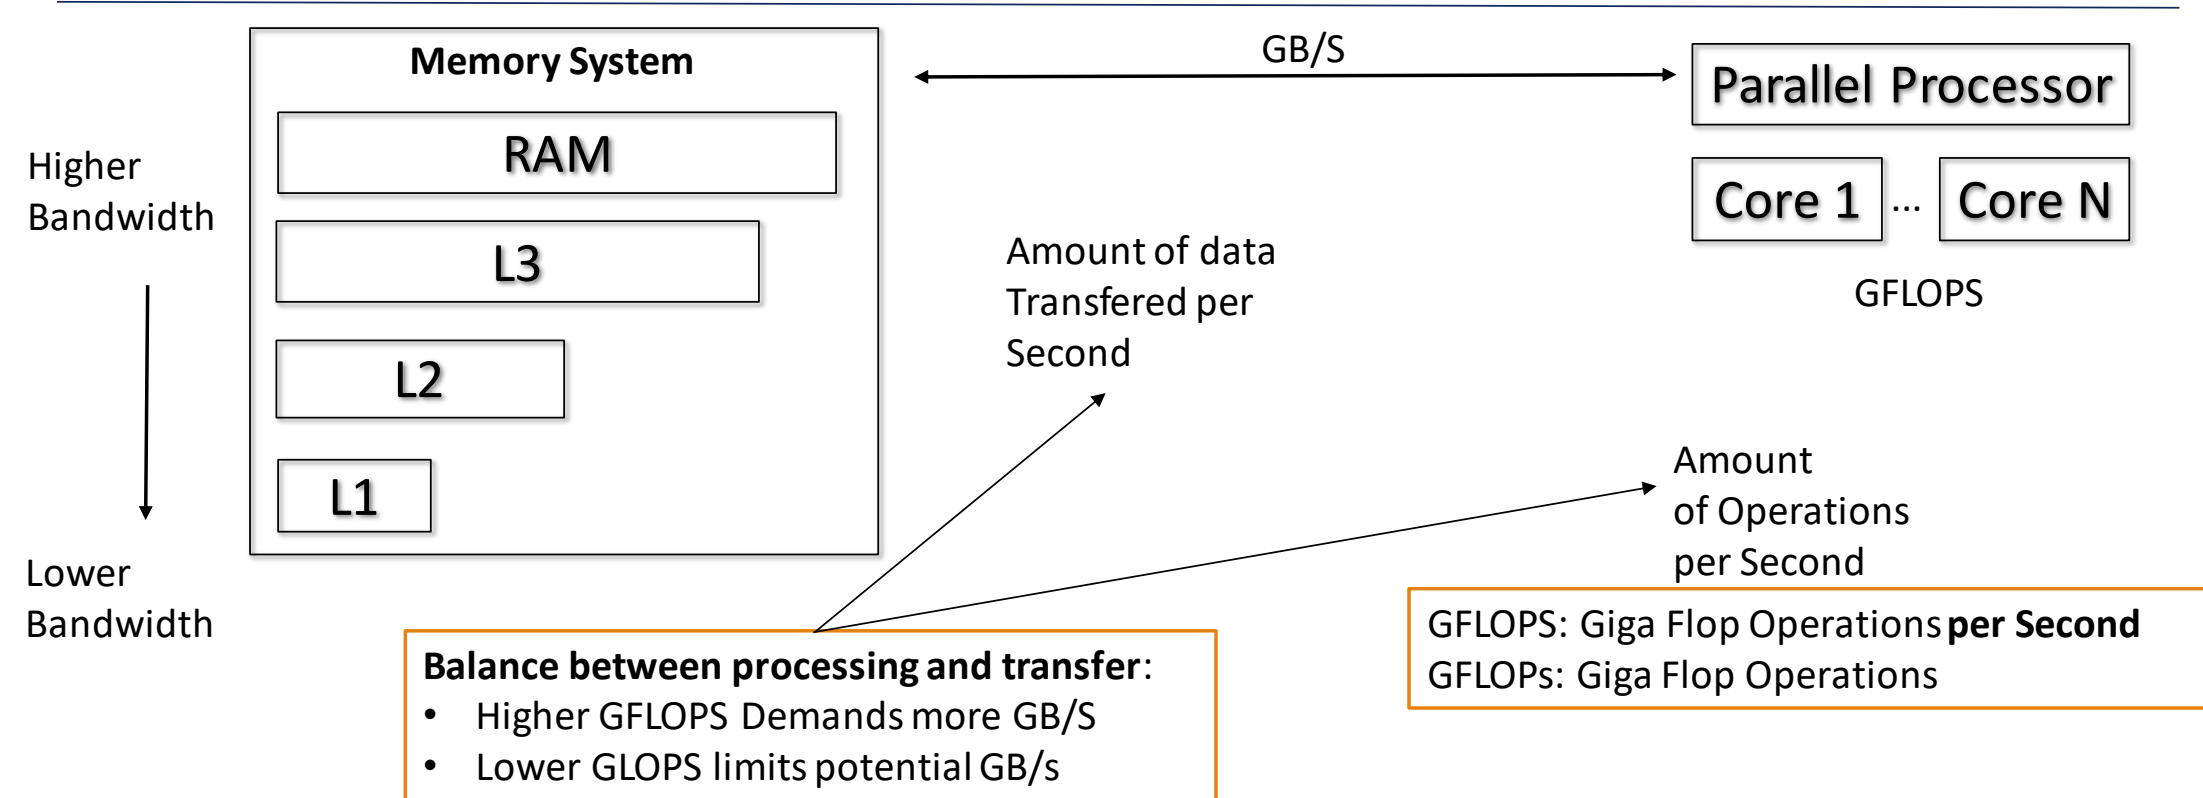 Memory System
RAM
L3
L2
L1
Higher
Bandwidth
Lower
Bandwidth
GB/S
Parallel Processor
Core 1 ... Core N
GFLOPS
Amount of data
Transfered per
Second
Amount
of Operations
per Second
Balance between processing and transfer:
• Higher GFLOPS Demands more GB/S
• Lower GLOPS limits potential GB/s
GFLOPS: Giga Flop Operations per Second
GFLOPs: Giga Flop Operations